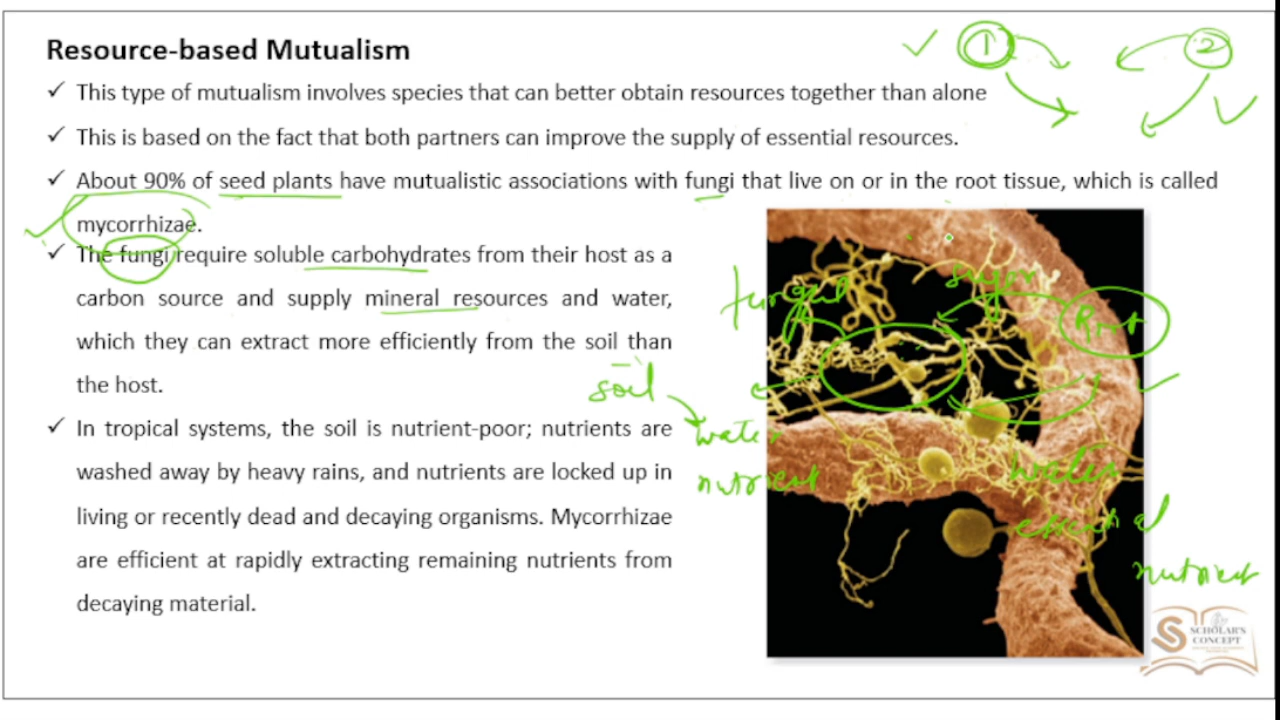 Resource-based Mutualism
1
2
✓ This type of mutualism involves species that can better obtain resources together than alone
✓ This is based on the fact that both partners can improve the supply of essential resources.
✓ About 90% of seed plants have mutualistic associations with fungi that live on or in the root tissue, which is called
mycorrhizae.
✓ The fungi require soluble carbohydrates from their host as a
carbon source and supply mineral resources and water,
which they can extract more efficiently from the soil than
the host.
✓ In tropical systems, the soil is nutrient-poor; nutrients are
washed away by heavy rains, and nutrients are locked up in
living or recently dead and decaying organisms. Mycorrhizae
are efficient at rapidly extracting remaining nutrients from
decaying material.
fungal
sugar
Root
soil
water
nutrient
water
essential
nutrient
SCHOLAR'S
CONCEPT